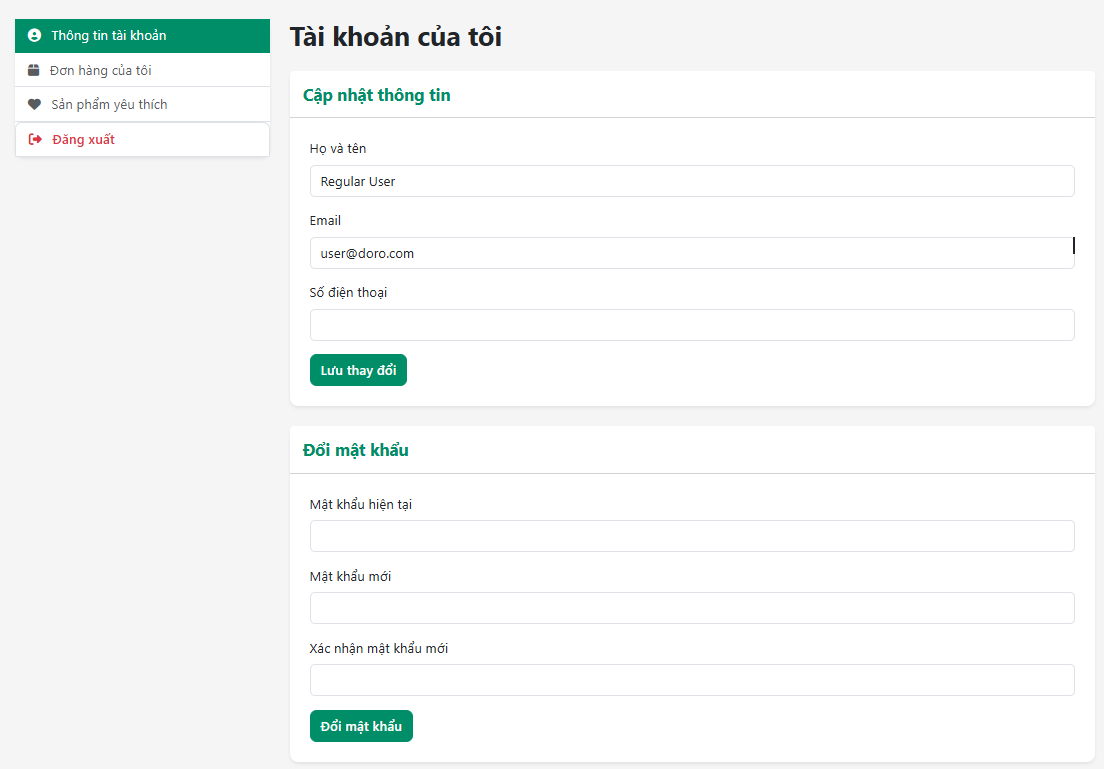 Thông tin tài khoản
Đơn hàng của tôi
Sản phẩm yêu thích
Đăng xuất
Tài khoản của tôi
Cập nhật thông tin
Họ và tên
Regular User
Email
user@doro.com
Số điện thoại
Lưu thay đổi
Đổi mật khẩu
Mật khẩu hiện tại
Mật khẩu mới
Xác nhận mật khẩu mới
Đổi mật khẩu